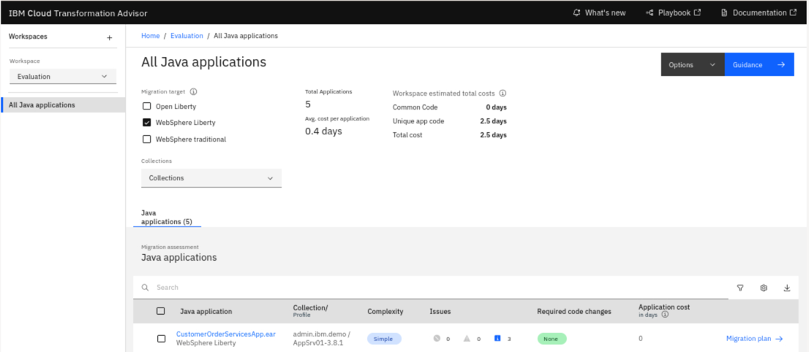 IBM Cloud Transformation Advisor
What's new
Playbook
Documentation
Workspaces +
Workspace
Evaluation
All Java applications
Home / Evaluation / All Java applications
All Java applications
Options
Guidance
Migration target
Open Liberty
WebSphere Liberty
WebSphere traditional
Total Applications
5
Avg. cost per application
0.4 days
Workspace estimated total costs
Common Code 0 days
Unique app code 2.5 days
Total cost 2.5 days
Collections
Collections
Java
applications (5)
Migration assessment
Java applications
Search
Java application
Collection/
Profile
Complexity
Issues
Required code changes
Application cost
in days
CustomerOrderServicesApp.ear
WebSphere Liberty
admin.ibm.demo /
AppSrv01-3.8.1
Simple
0 0 3
None
0
Migration plan